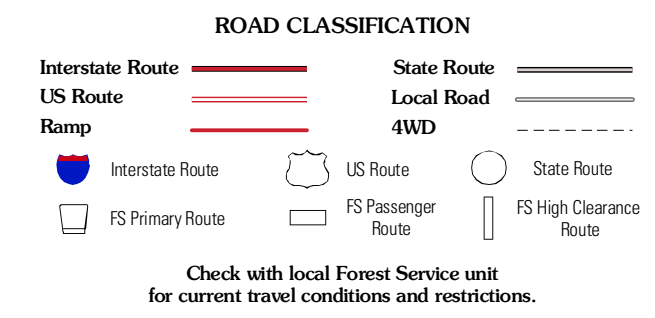 ROAD CLASSIFICATION
Interstate Route
State Route
US Route
Local Road
Ramp
4WD
Interstate Route
US Route
State Route
FS Primary Route
FS Passenger
Route
FS High Clearance
Route
Check with local Forest Service unit
for current travel conditions and restrictions.